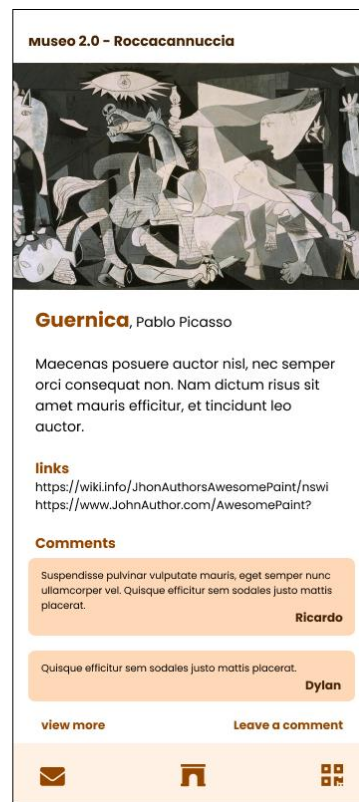 Museo 2.0 - Roccacannuccia
Guernica, Pablo Picasso
Maecenas posuere auctor nisl, nec semper
orci consequat non. Nam dictum risus sit
amet mauris efficitur, et tincidunt leo
auctor.
links
https://wiki.info/JhonAuthorsAwesomePaint/nswi
https://www.JohnAuthor.com/AwesomePaint?
Comments
Suspendisse pulvinar vulputate mauris, eget semper nunc
ullamcorper vel. Quisque efficitur sem sodales justo mattis
placerat.
Ricardo
Quisque efficitur sem sodales justo mattis placerat.
Dylan
view more
Leave a comment